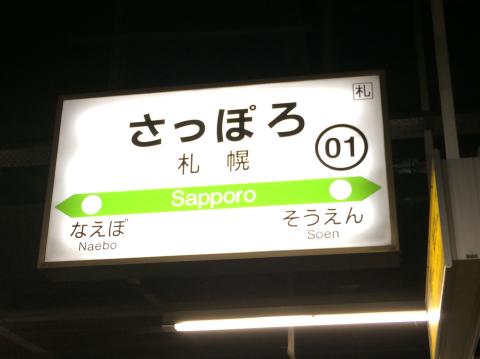 札
さっぽろ
札幌
01
Sapporo
なえぼ
Naebo
そうえん
Soen